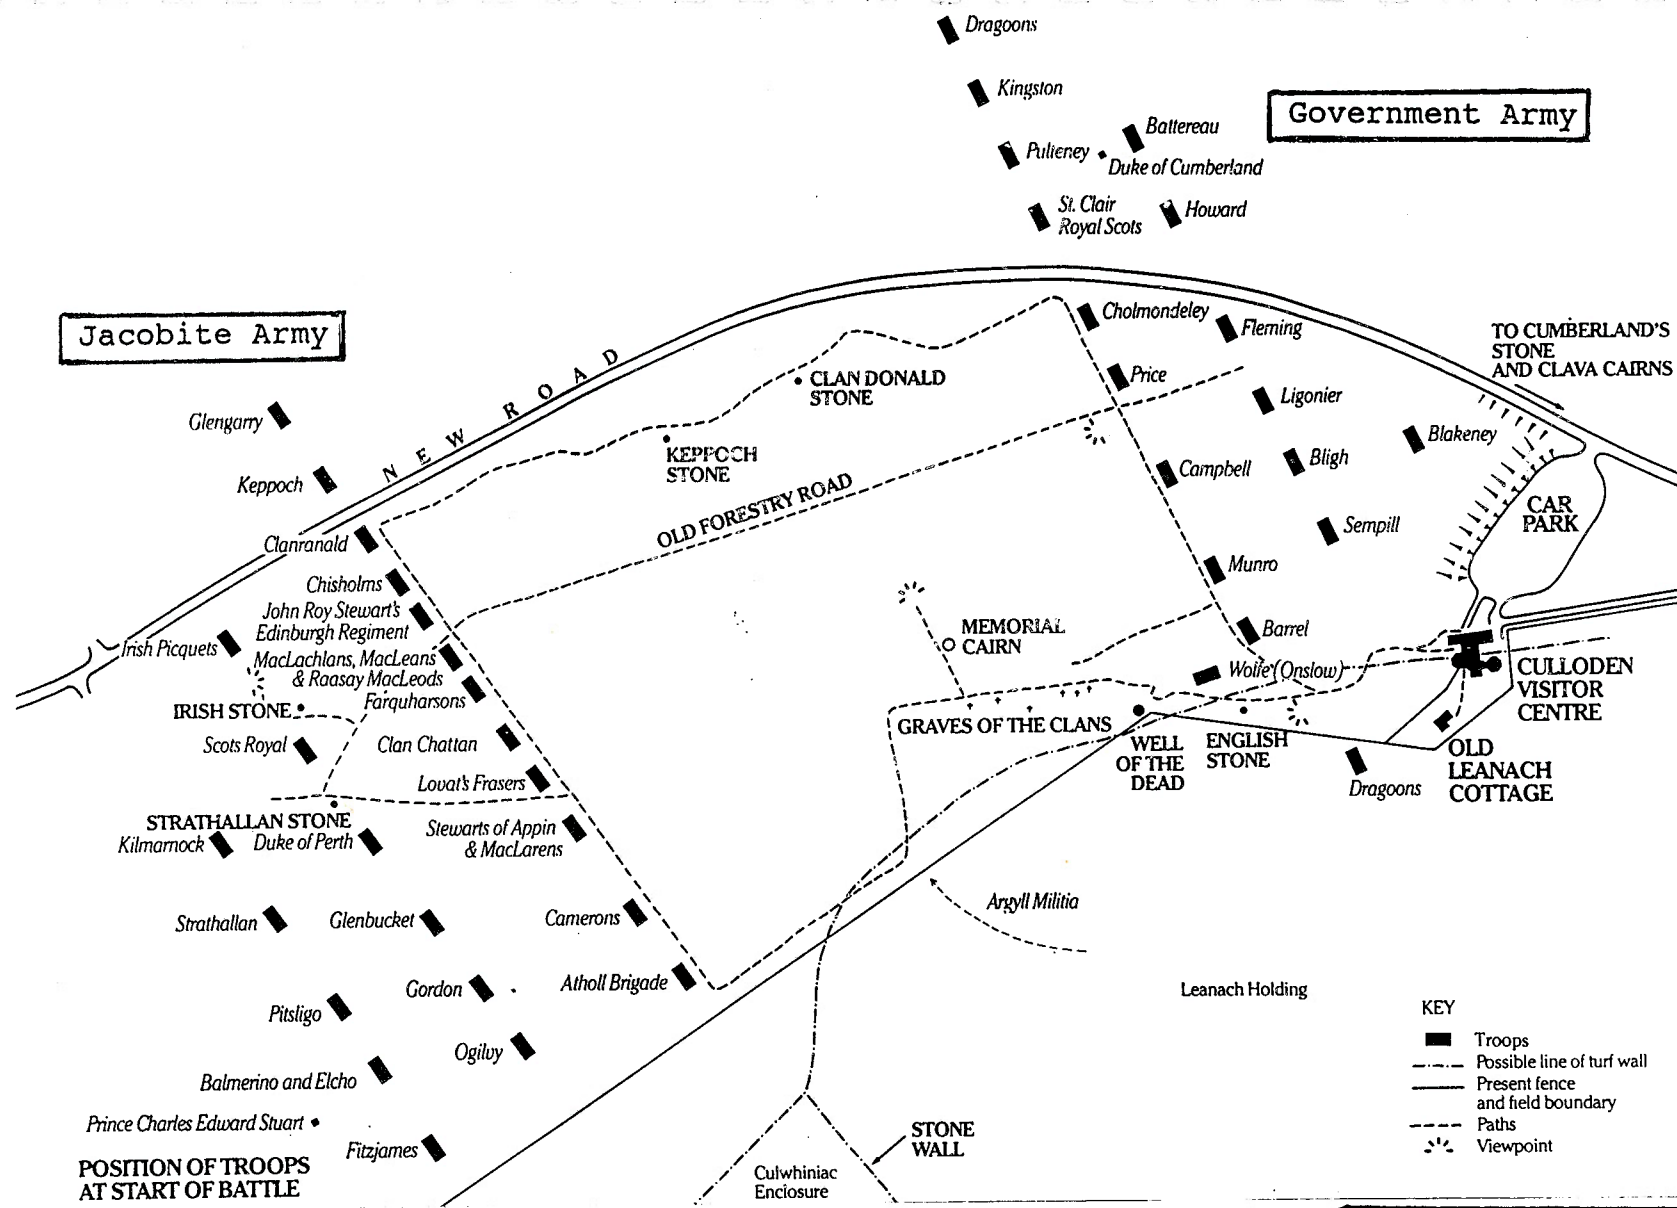 Dragoons
Kingston
Battereau
Government Army
Pulteney
Duke of Cumberland
St. Clair
Royal Scots
Howard
Jacobite Army
NEW ROAD
Cholmondeley
Fleming
TO CUMBERLAND'S
STONE
AND CLAVA CAIRNS
Price
CLAN DONALD
STONE
Ligonier
Glengarry
KEPPOCH
STONE
Blakeney
Campbell
Bligh
Keppoch
OLD FORESTRY ROAD
CAR
PARK
Sempill
Clanranald
Munro
Chisholms
John Roy Stewart's
Edinburgh Regiment
MEMORIAL
CAIRN
Barrel
Irish Picquets
MacLachlans, MacLeans
& Raasay MacLeods
Wolfe (Onslow)
CULLODEN
VISITOR
CENTRE
Farquharsons
IRISH STONE
GRAVES OF THE CLANS
Scots Royal
Clan Chattan
WELL
OF THE
DEAD
ENGLISH
STONE
OLD
LEANACH
COTTAGE
Lovat's Frasers
Dragoons
STRATHALLAN STONE
Kilmarnock
Duke of Perth
Stewarts of Appin
& MacLarens
Argyll Militia
Strathallan
Glenbucket
Camerons
Gordon
Atholl Brigade
Leanach Holding
Pitsligo
Ogilvy
Balmerino and Elcho
Prince Charles Edward Stuart
Fitzjames
POSITION OF TROOPS
AT START OF BATTLE
STONE
WALL
Culwhiniac
Enclosure
KEY
Troops
Possible line of turf wall
Present fence
and field boundary
Paths
Viewpoint